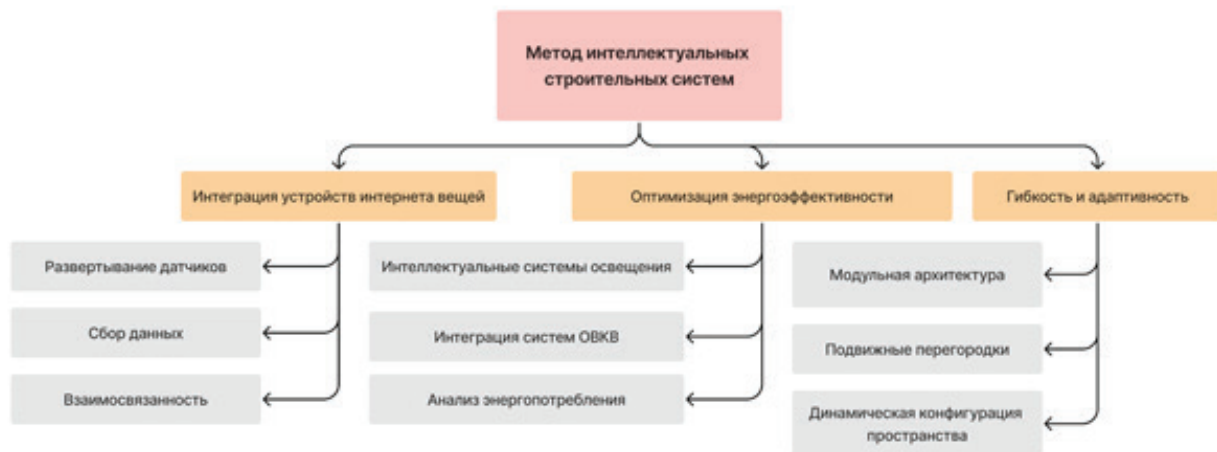 Метод интеллектуальных
строительных систем
Интеграция устройств интернета вещей
Оптимизация энергоэффективности
Гибкость и адаптивность
Развертывание датчиков
Сбор данных
Взаимосвязанность
Интеллектуальные системы освещения
Интеграция систем ОВКВ
Анализ энергопотребления
Модульная архитектура
Подвижные перегородки
Динамическая конфигурация
пространства